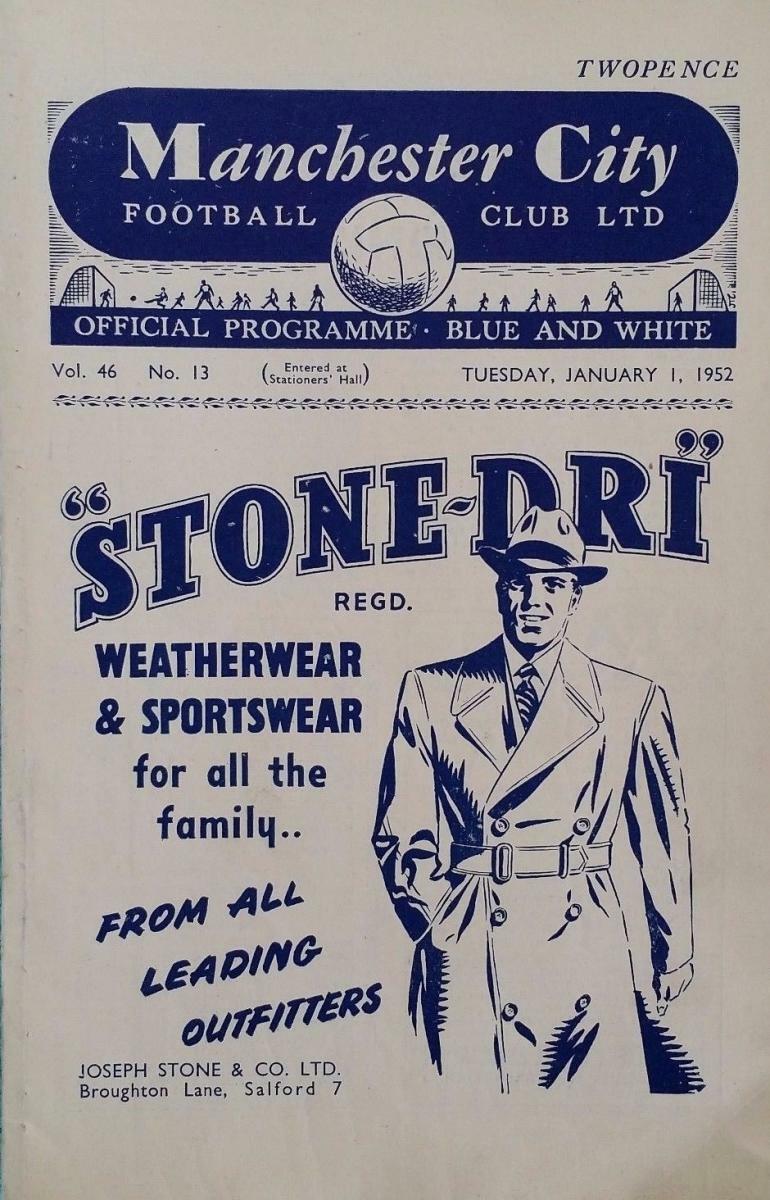 TWOPENCE
Manchester City
FOOTBALL CLUB LTD
OFFICIAL PROGRAMME · BLUE AND WHITE
Vol. 46 No. 13 (Entered at Stationers' Hall) TUESDAY, JANUARY 1, 1952
"STONE-DRI"
REGD.
WEATHERWEAR
& SPORTSWEAR
for all the
family..
FROM ALL
LEADING
OUTFITTERS
JOSEPH STONE & CO. LTD.
Broughton Lane, Salford 7